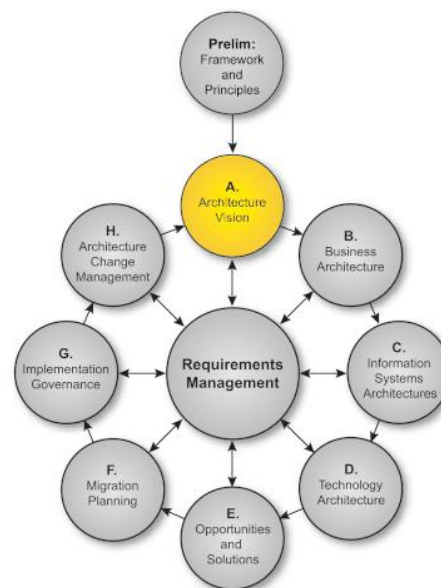 Prelim:
Framework
and
Principles
A.
Architecture
Vision
B.
Business
Architecture
C.
Information
Systems
Architectures
D.
Technology
Architecture
E.
Opportunities
and
Solutions
F.
Migration
Planning
G.
Implementation
Governance
H.
Architecture
Change
Management
Requirements
Management